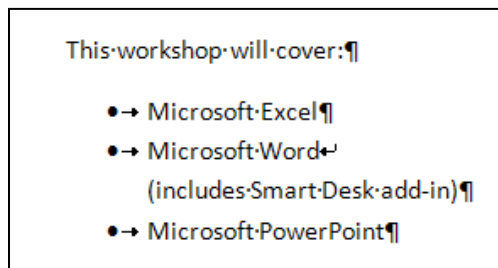 This·workshop·will·cover:¶
●→ Microsoft·Excel¶
●→ Microsoft·Word↵
(includes·Smart·Desk·add-in)¶
●→ Microsoft·PowerPoint¶